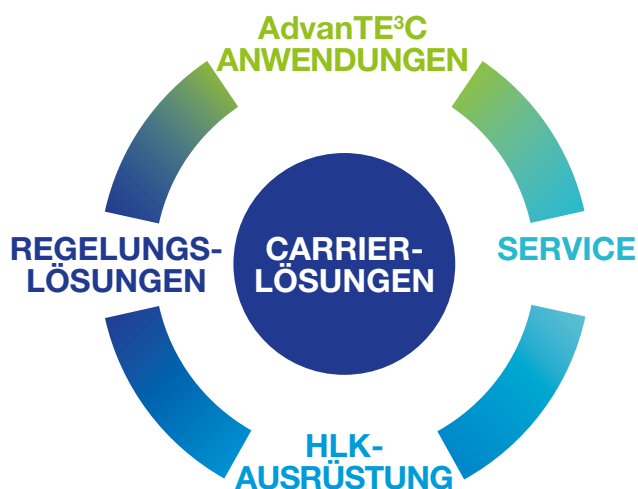 AdvanTE³C
ANWENDUNGEN
REGELUNGS-
LÖSUNGEN
CARRIER-
LÖSUNGEN
SERVICE
HLK-
AUSRÜSTUNG